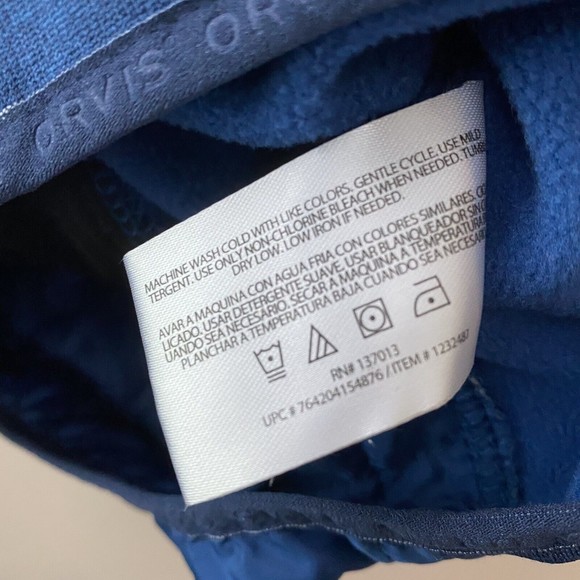 ORVIS OR
MACHINE WASH COLD WITH LIKE COLORS. GENTLE CYCLE. USE MILD
TERGENT. USE ONLY NON-CHLORINE BLEACH WHEN NEEDED. TUMB
DRY LOW. LOW IRON IF NEEDED.
AVAR A MAQUINA CON AGUA FRIA CON COLORES SIMILARES. CI
LICADO. USAR DETERGENTE SUAVE. USAR BLANQUEADOR SIN
UANDO SEA NECESARIO. SECAR A MAQUINA A TEMPERATURA
PLANCHAR A TEMPERATURA BAJA CUANDO SEA NECESARIO.
RN# 137013
UPC # 764204154876 / ITEM # 1232487